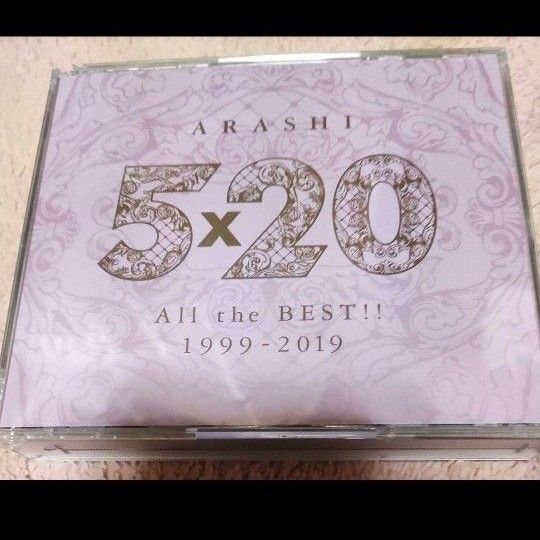 ARASHI
5x20
All the BEST!!
1999-2019